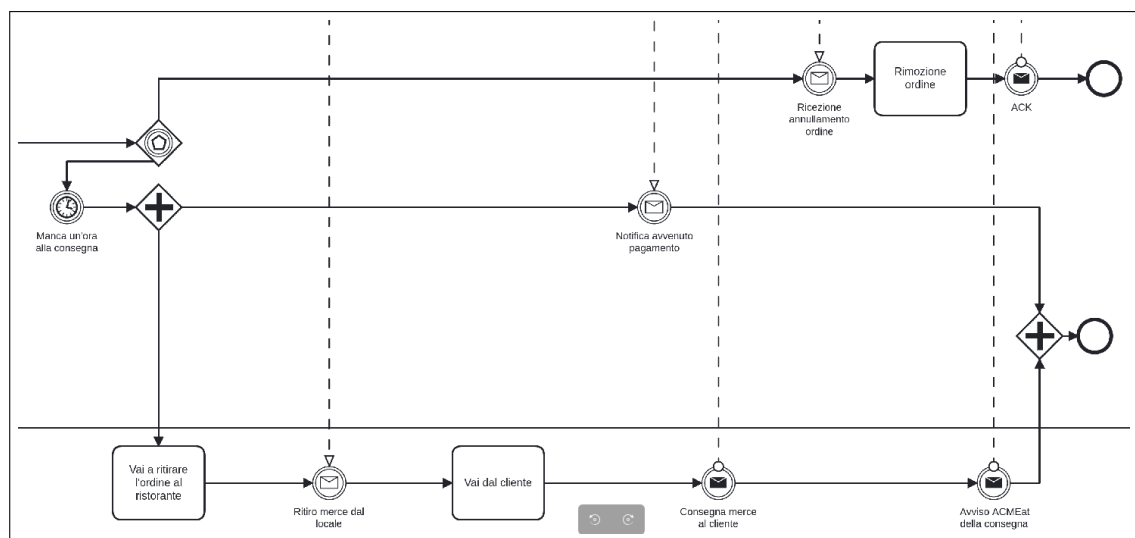 Rimozione
ordine
Ricezione
annullamento
ordine
ACK
Manca un'ora
alla consegna
Notifica avvenuto
pagamento
Vai a ritirare
l'ordine al
ristorante
Ritiro merce dal
locale
Vai dal cliente
Consegna merce
al cliente
Avviso ACMEat
della consegna